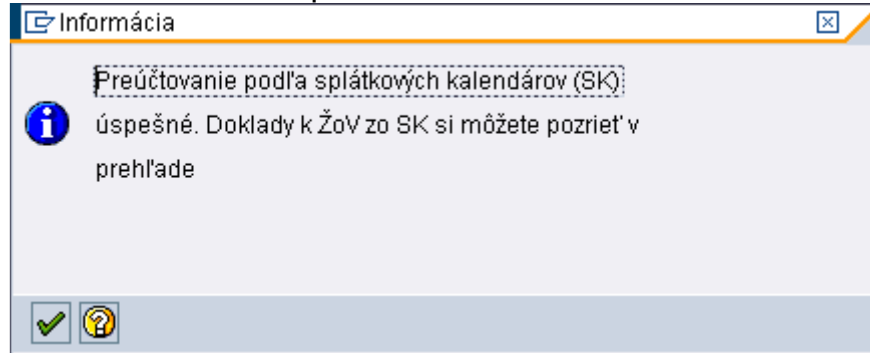 Informácia
Preúčtovanie podľa splátkových kalendárov (SK)
úspešné. Doklady k ŽoV zo SK si môžete pozrieť v
prehľade